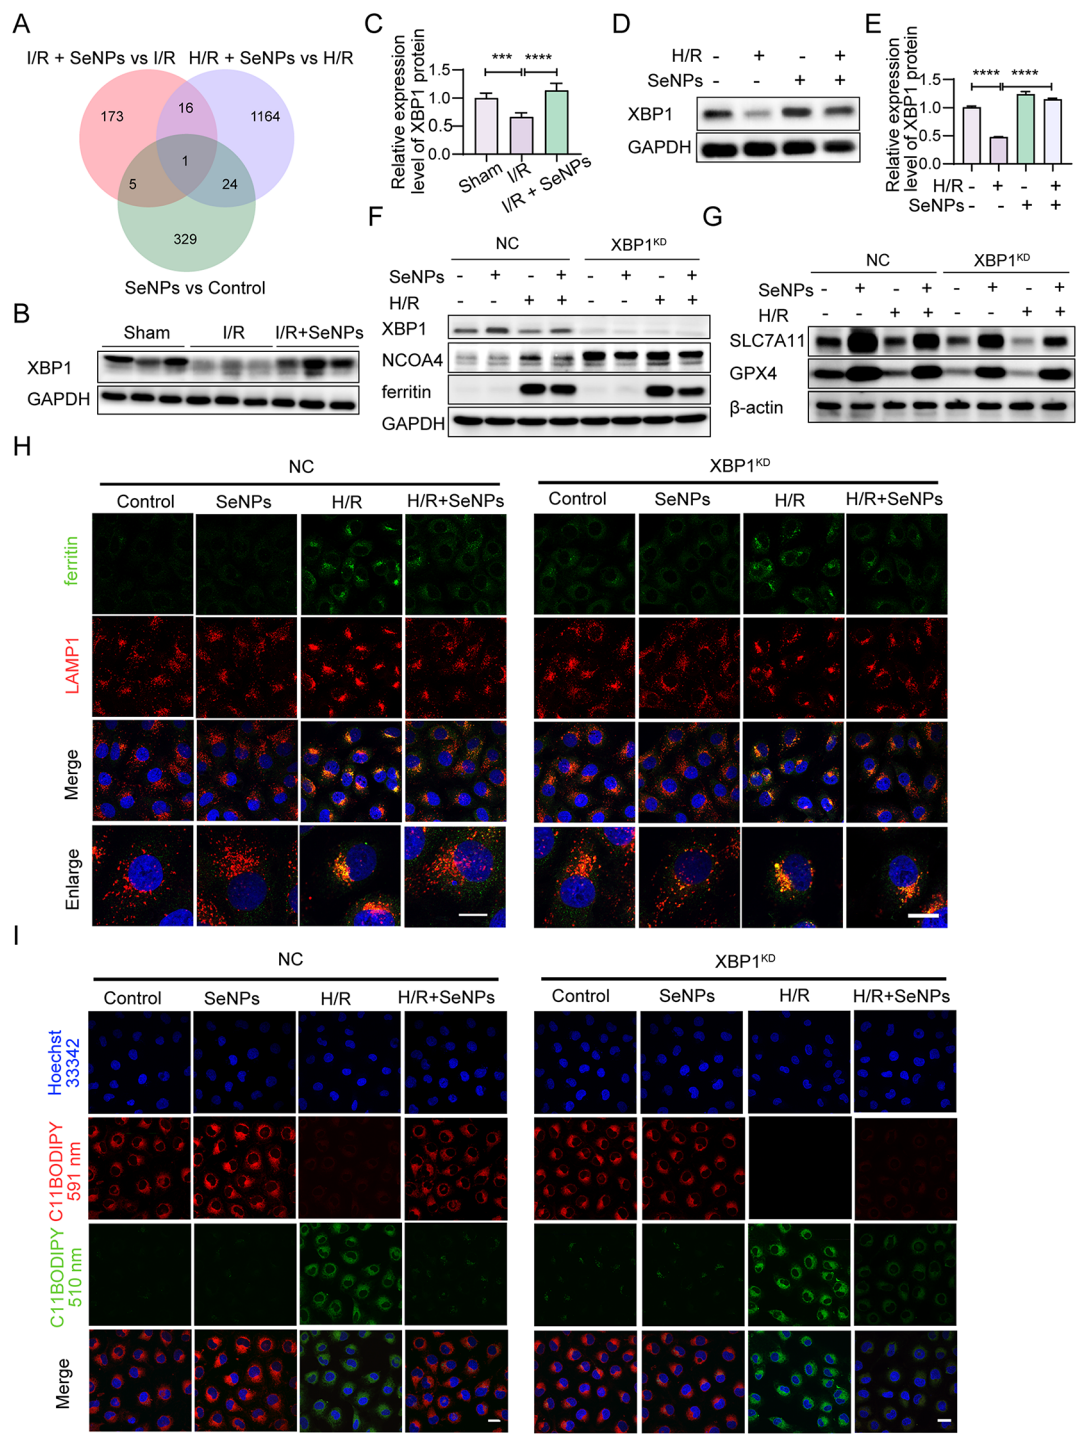 A
I/R + SeNPs vs I/R H/R + SeNPs vs H/R
173
16
1164
1
5
24
329
SeNPs vs Control
B
Sham I/R I/R+SeNPs
XBP1
GAPDH
C
Relative expression
level of XBP1 protein
1.5
1.0
0.5
0.0
*** ****
Sham
I/R
I/R + SeNPs
D
H/R - + - +
SeNPs - - + +
XBP1
GAPDH
E
Relative expression
level of XBP1 protein
1.5
1.0
0.5
0.0
**** ****
H/R - + - +
SeNPs - - + +
F
NC XBP1KD
SeNPs - + - + - + - +
H/R - - + + - - + +
XBP1
NCOA4
ferritin
GAPDH
G
NC XBP1KD
SeNPs - + - + - + - +
H/R - - + + - - + +
SLC7A11
GPX4
β-actin
H
NC XBP1KD
Control SeNPs H/R H/R+SeNPs Control SeNPs H/R H/R+SeNPs
ferritin
LAMP1
Merge
Enlarge
I
NC XBP1KD
Control SeNPs H/R H/R+SeNPs Control SeNPs H/R H/R+SeNPs
Hoechst
33342
C11BODIPY
591 nm
C11BODIPY
510 nm
Merge